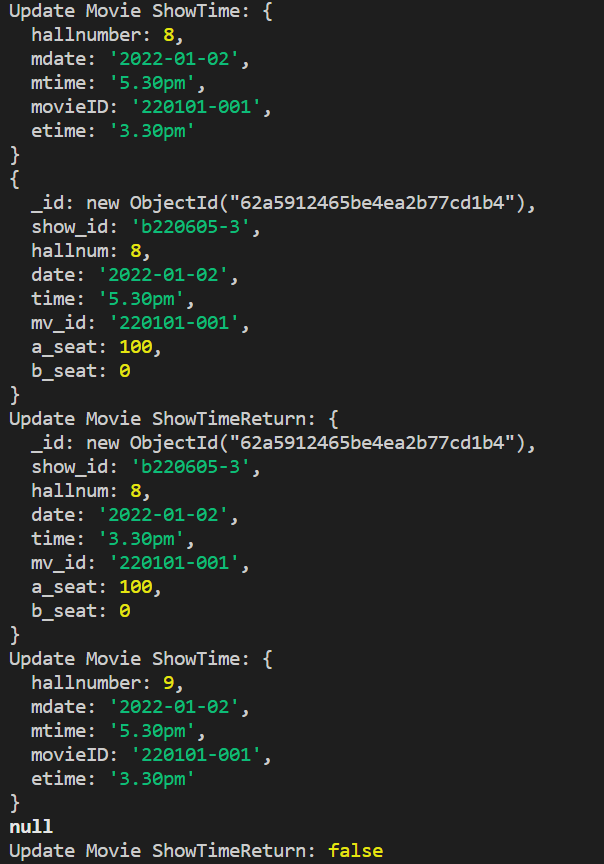 Update Movie ShowTime: {
  hallnumber: 8,
  mdate: '2022-01-02',
  mtime: '5.30pm',
  movieID: '220101-001',
  etime: '3.30pm'
}
{
  _id: new ObjectId("62a5912465be4ea2b77cd1b4"),
  show_id: 'b220605-3',
  hallnum: 8,
  date: '2022-01-02',
  time: '5.30pm',
  mv_id: '220101-001',
  a_seat: 100,
  b_seat: 0
}
Update Movie ShowTimeReturn: {
  _id: new ObjectId("62a5912465be4ea2b77cd1b4"),
  show_id: 'b220605-3',
  hallnum: 8,
  date: '2022-01-02',
  time: '3.30pm',
  mv_id: '220101-001',
  a_seat: 100,
  b_seat: 0
}
Update Movie ShowTime: {
  hallnumber: 9,
  mdate: '2022-01-02',
  mtime: '5.30pm',
  movieID: '220101-001',
  etime: '3.30pm'
}
null
Update Movie ShowTimeReturn: false